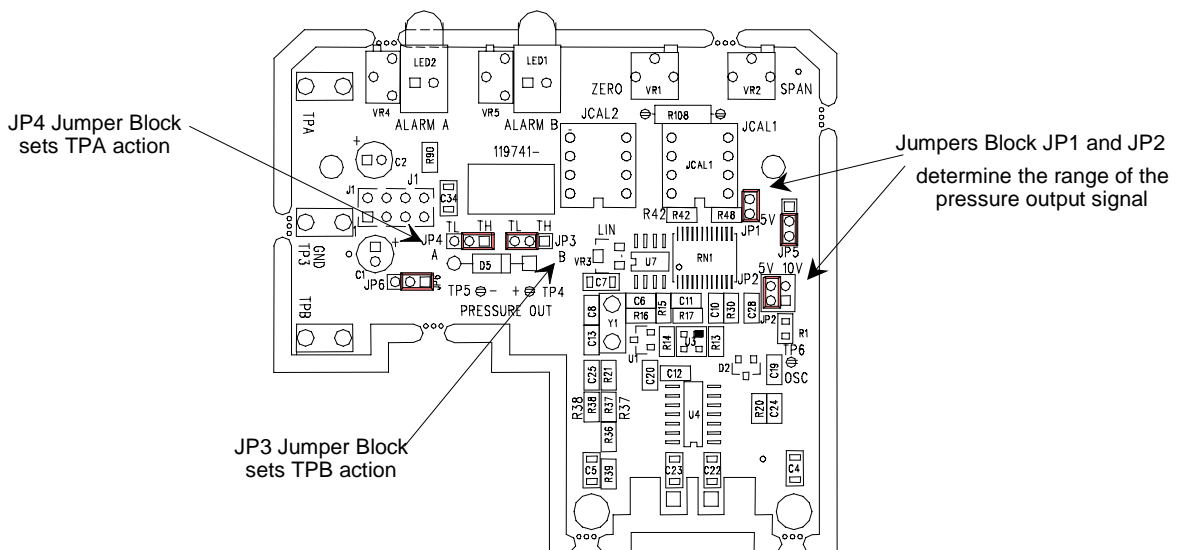 LED2
LED1
ZERO
VR1
VR2
SPAN
VR4
VR5
ALARM A
ALARM B
JCAL2
R108
JCAL1
JCAL1
TPA
JP4 Jumper Block
sets TPA action
119741-
C2
R90
J1
J1
C34
Jumpers Block JP1 and JP2
determine the range of the
pressure output signal
R42
R42
R48
5V
JP1
JP5
TL TH TL TH
JP4
JP3
A
B
LIN
VR3
U7
RN1
GND
TP3
1
C1
D5
C7
JP2
5V 10V
JP6
JP6
TP5 - + TP4
PRESSURE OUT
TPB
C8
C6
R15
C11
C10
R30
C28
JP2
R16
R17
Y1
R1
C13
U1
R14
U3
R13
TP6
OSC
D2
C19
C25
R21
C20
C12
R38
R38
R37
R37
U4
R20
C24
R36
JP3 Jumper Block
sets TPB action
C5
R39
C23
C22
C4